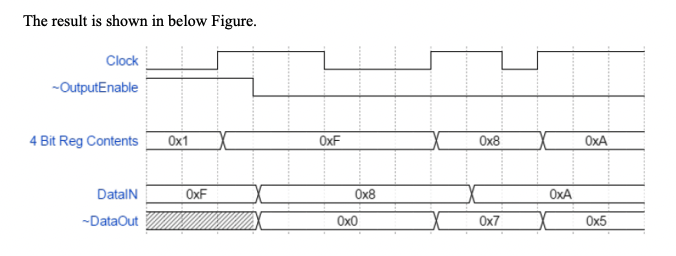 The result is shown in below Figure.
Clock
~OutputEnable
4 Bit Reg Contents 0x1 0xF 0x8 0xA
DataIN 0xF 0x8 0xA
~DataOut 0x0 0x7 0x5